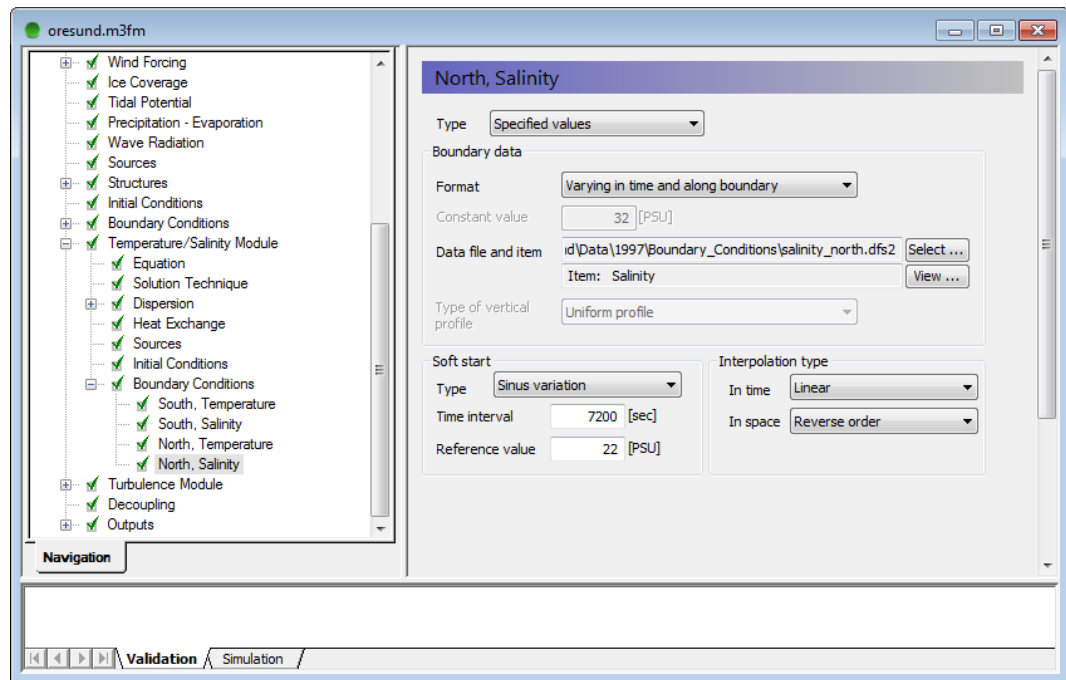 oresund.m3fm
Wind Forcing
Ice Coverage
Tidal Potential
Precipitation - Evaporation
Wave Radiation
Sources
Structures
Initial Conditions
Boundary Conditions
Temperature/Salinity Module
Equation
Solution Technique
Dispersion
Heat Exchange
Sources
Initial Conditions
Boundary Conditions
South, Temperature
South, Salinity
North, Temperature
North, Salinity
Turbulence Module
Decoupling
Outputs
Navigation
North, Salinity
Type Specified values
Boundary data
Format Varying in time and along boundary
Constant value 32 [PSU]
Data file and item ıd\Data\1997\Boundary_Conditions\salinity_north.dfs2 Select ...
Item: Salinity View ...
Type of vertical profile Uniform profile
Soft start
Type Sinus variation
Time interval 7200 [sec]
Reference value 22 [PSU]
Interpolation type
In time Linear
In space Reverse order
Validation Simulation